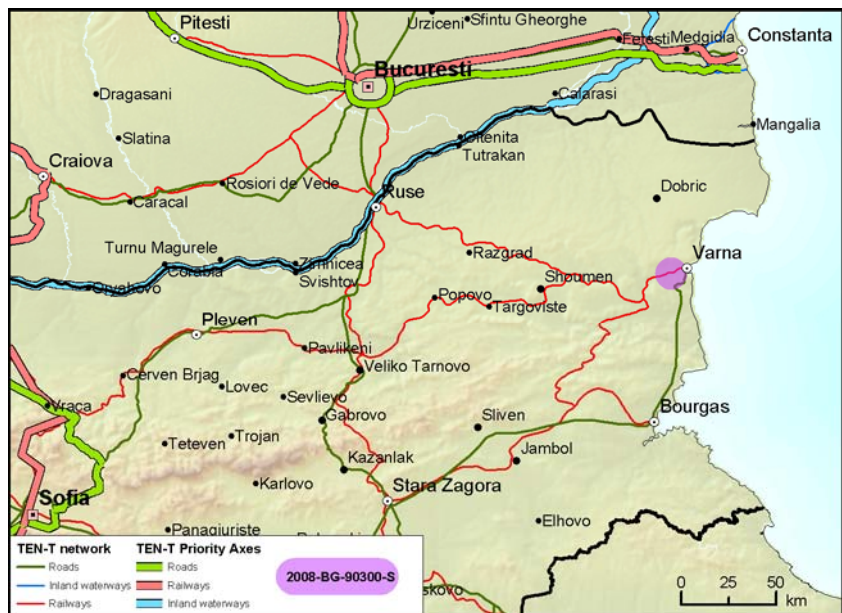 Urziceni
Sfintu Gheorghe
Pitesti
Fetesti
Medgidia
Constanta
Bucuresti
Dragasani
Calarasi
Slatina
Oltenita
Mangalia
Tutrakan
Craiova
Rosiori de Vede
Caracal
Ruse
Dobric
Turnu Magurele
Corabia
Zimnicea
Svishtov
Razgrad
Varna
Shoumen
Popovo
Targoviste
Pleven
Pavlikeni
Veliko Tarnovo
Cerven Brjag
Lovec
Sevlievo
Vraca
Gabrovo
Sliven
Bourgas
Teteven
Trojan
Kazanlak
Jambol
Karlovo
Sofia
Stara Zagora
Panagiuriste
Elhovo
TEN-T network
Roads
Inland waterways
Railways
TEN-T Priority Axes
Roads
Railways
Inland waterways
2008-BG-90300-S
0 25 50
km